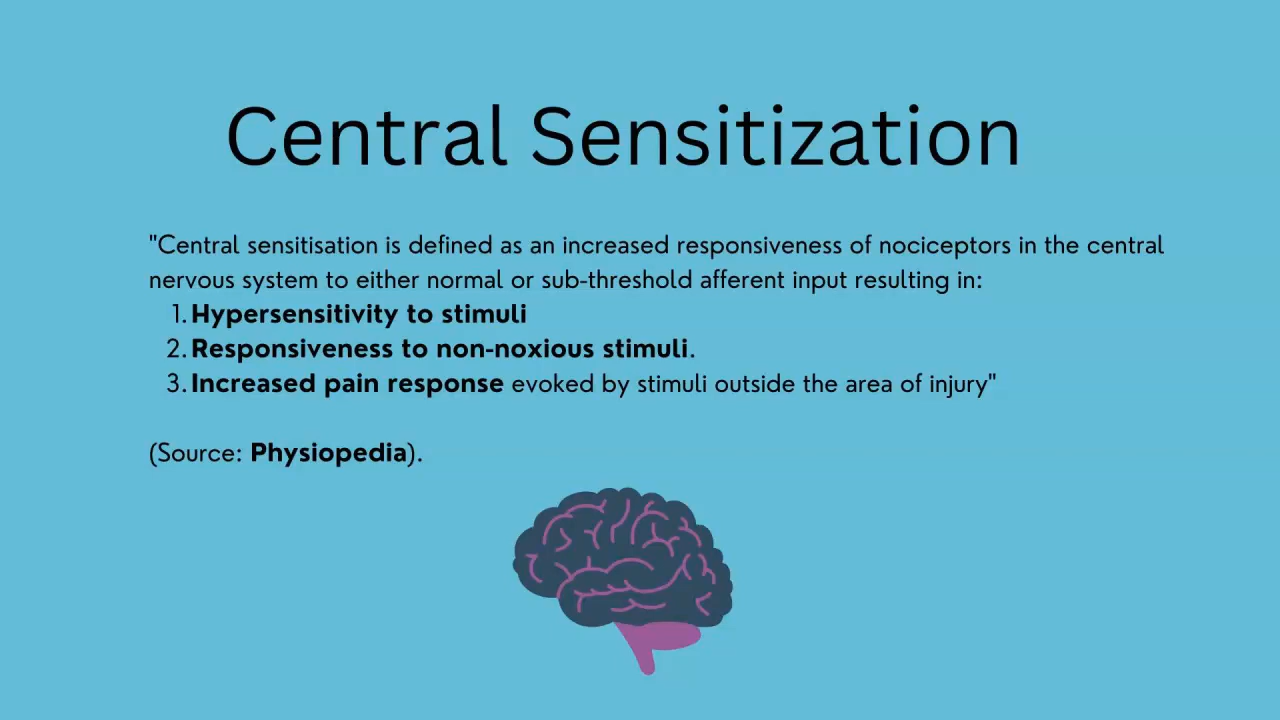 Central Sensitization
"Central sensitisation is defined as an increased responsiveness of nociceptors in the central
nervous system to either normal or sub-threshold afferent input resulting in:
1. Hypersensitivity to stimuli
2. Responsiveness to non-noxious stimuli.
3. Increased pain response evoked by stimuli outside the area of injury"
(Source: Physiopedia).